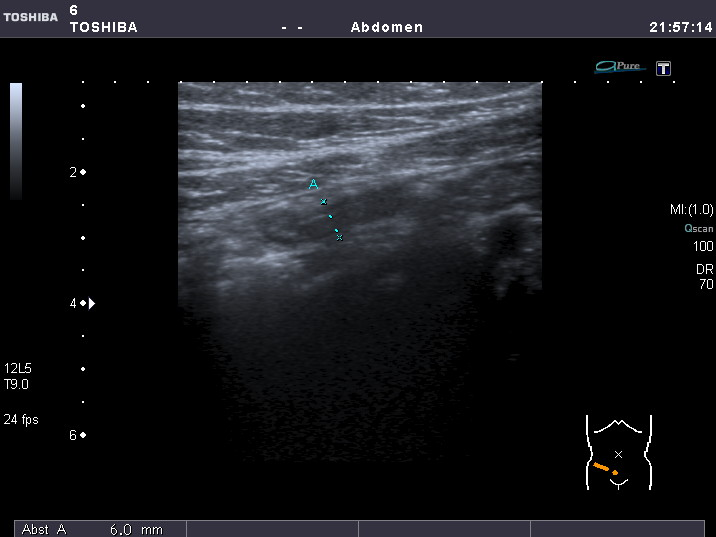 TOSHIBA
6
TOSHIBA - - Abdomen 21:57:14
aPure T
A
2
4
6
MI:(1.0)
Qscan
100
DR
70
12L5
T9.0
24 fps
Abst A 6.0 mm